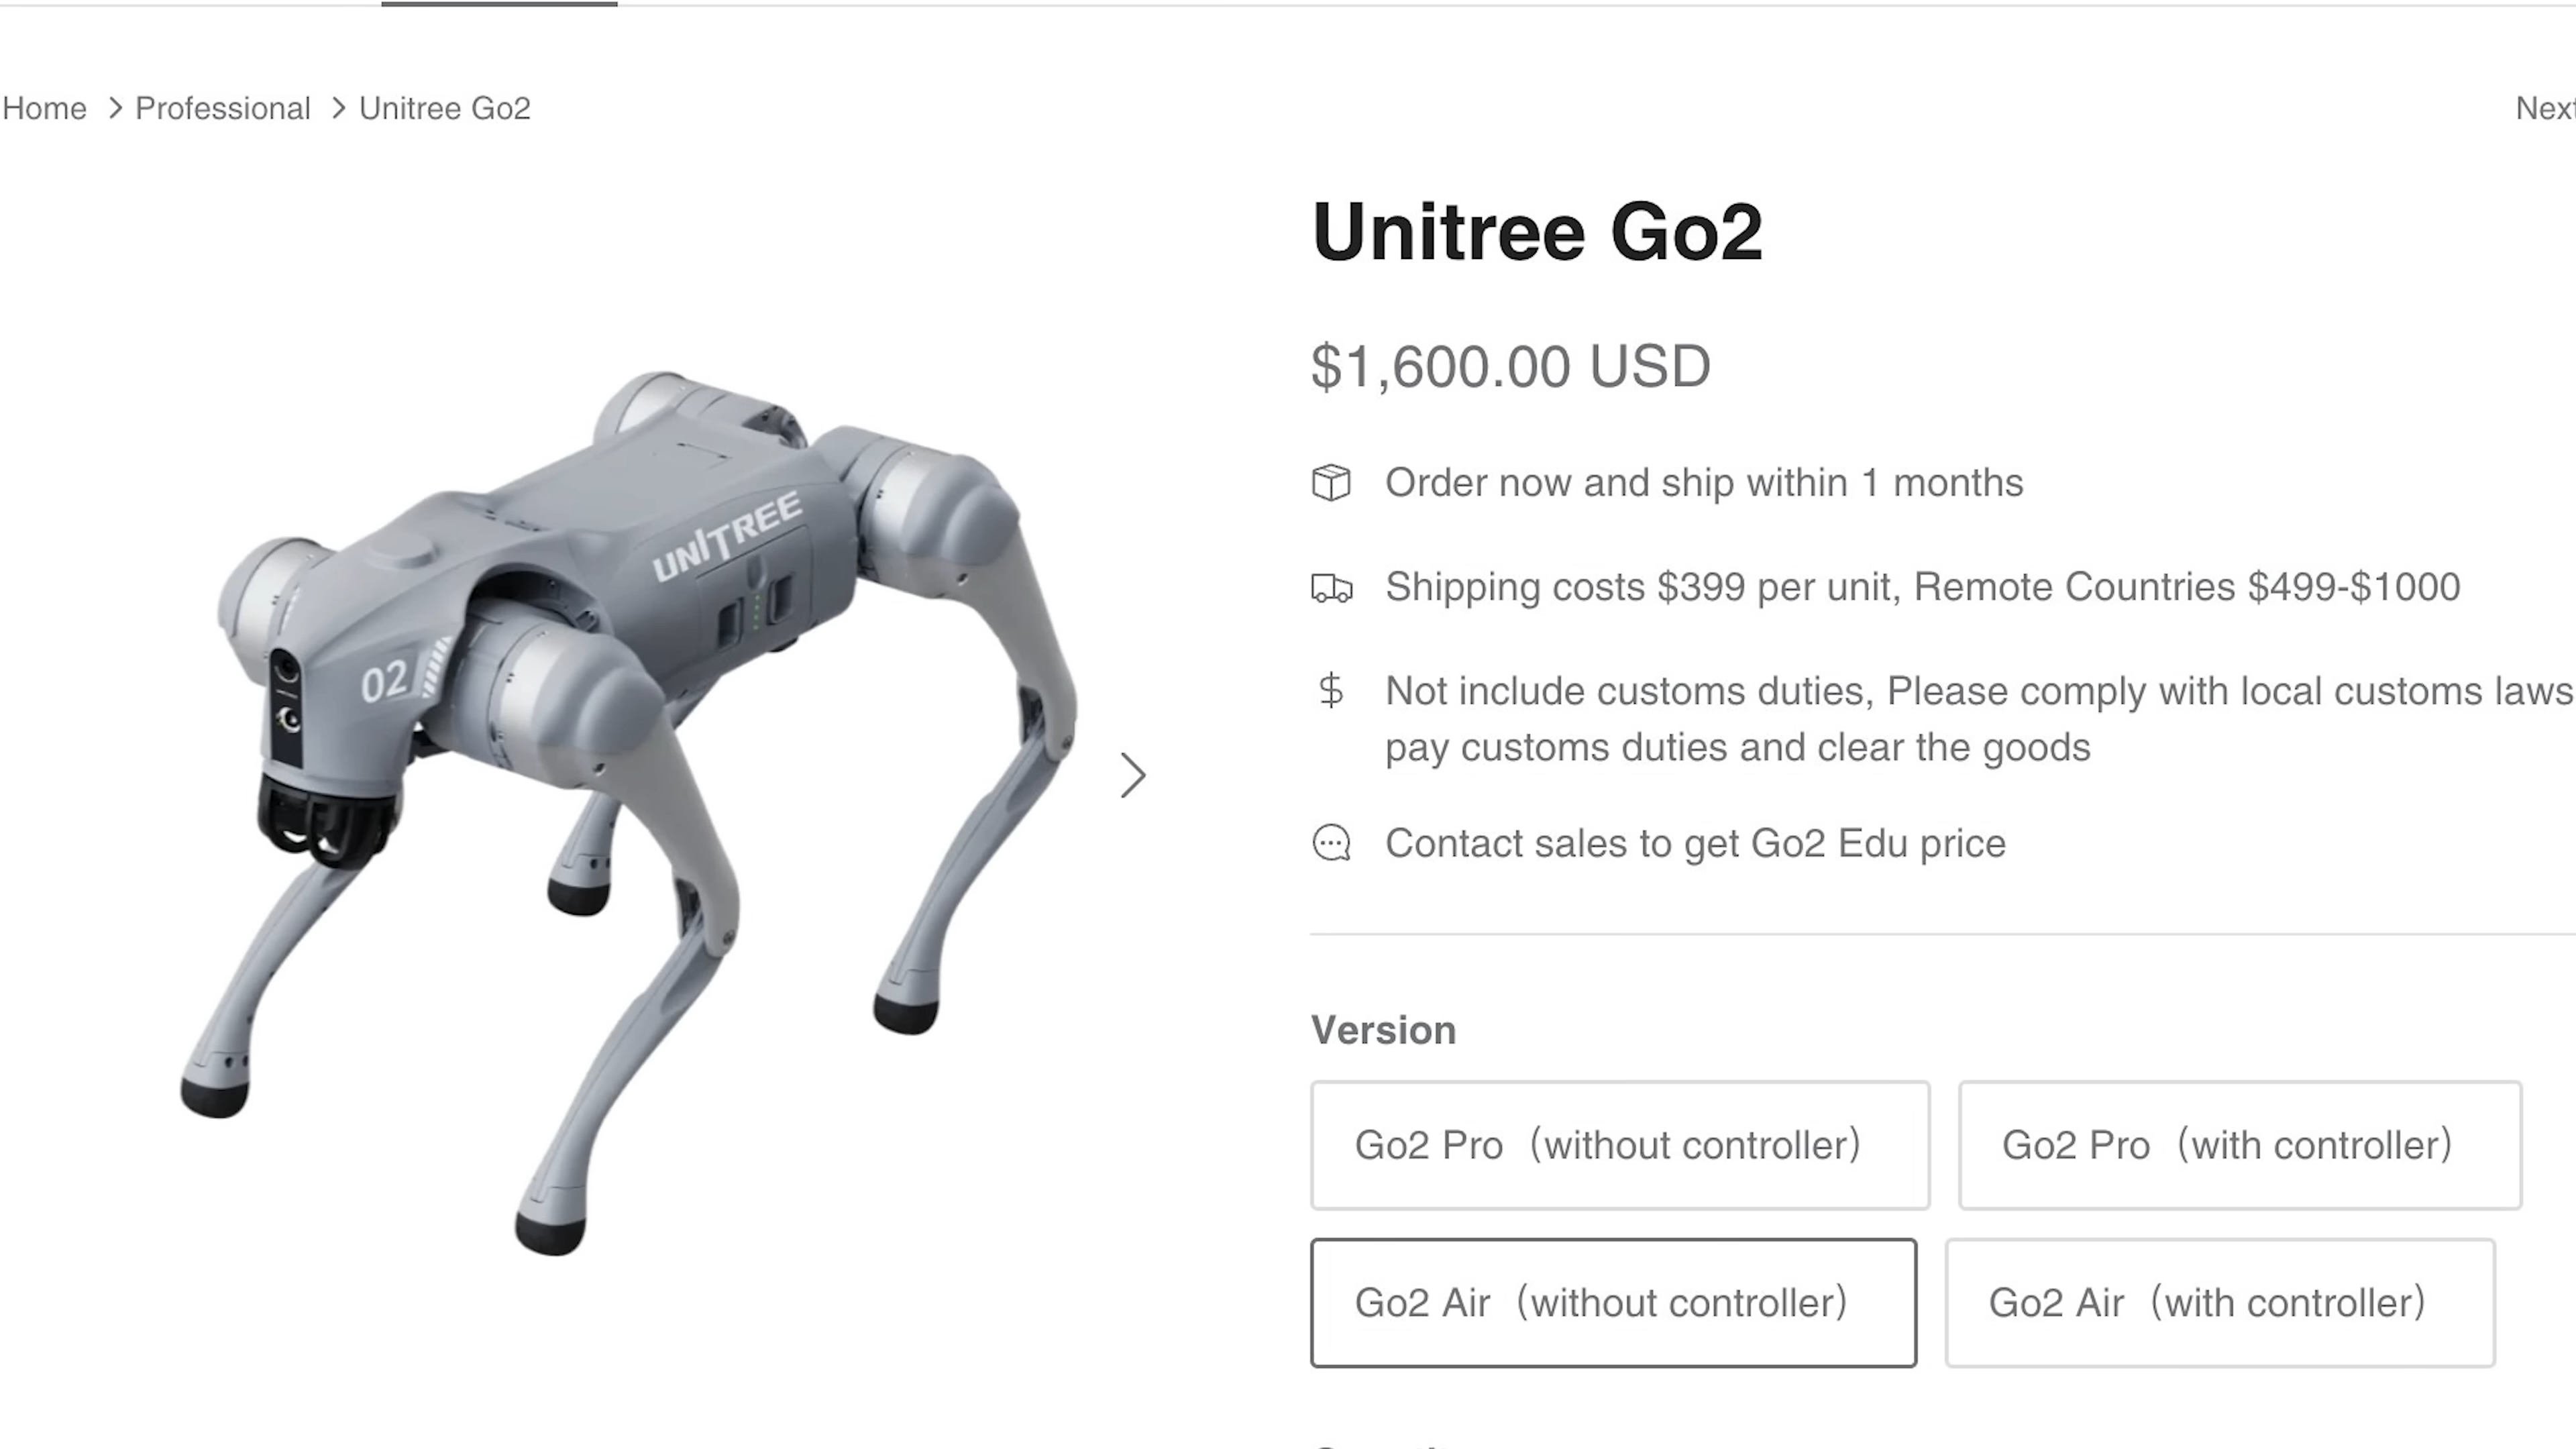 Home > Professional > Unitree Go2
Next
Unitree Go2
$1,600.00 USD
Order now and ship within 1 months
Shipping costs $399 per unit, Remote Countries $499-$1000
Not include customs duties, Please comply with local customs laws
pay customs duties and clear the goods
Contact sales to get Go2 Edu price
UNITREE
02
Version
Go2 Pro（without controller）
Go2 Pro（with controller）
Go2 Air（without controller）
Go2 Air（with controller）